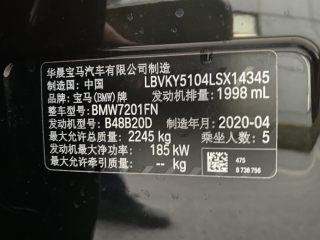 华晨宝马汽车有限公司制造
制造国: 中国 LBVKY5104LSX14345
品牌: 宝马(BMW)牌 发动机排量: 1998 mL
整车型号: BMW7201FN
发动机型号: B48B20D 制造年月: 2020-04
最大允许总质量: 2245 kg 乘坐人数: 5
发动机最大净功率: 185 kW
最大允许牵引质量: -- kg
475
8 738 756